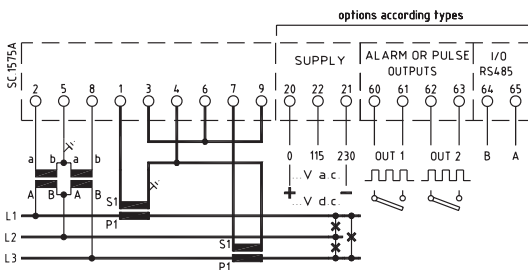 options according types
SC 1575A
SUPPLY
ALARM OR PULSE
OUTPUTS
I/O
RS485
2 5 8 1 3 4 6 7 9 20 22 21 60 61 62 63 64 65
0 115 230 OUT 1 OUT 2 B A
...V a.c.
+ ...V d.c. −
a b a b
A B A B
S1
L1 P1
L2 S1
L3 P1